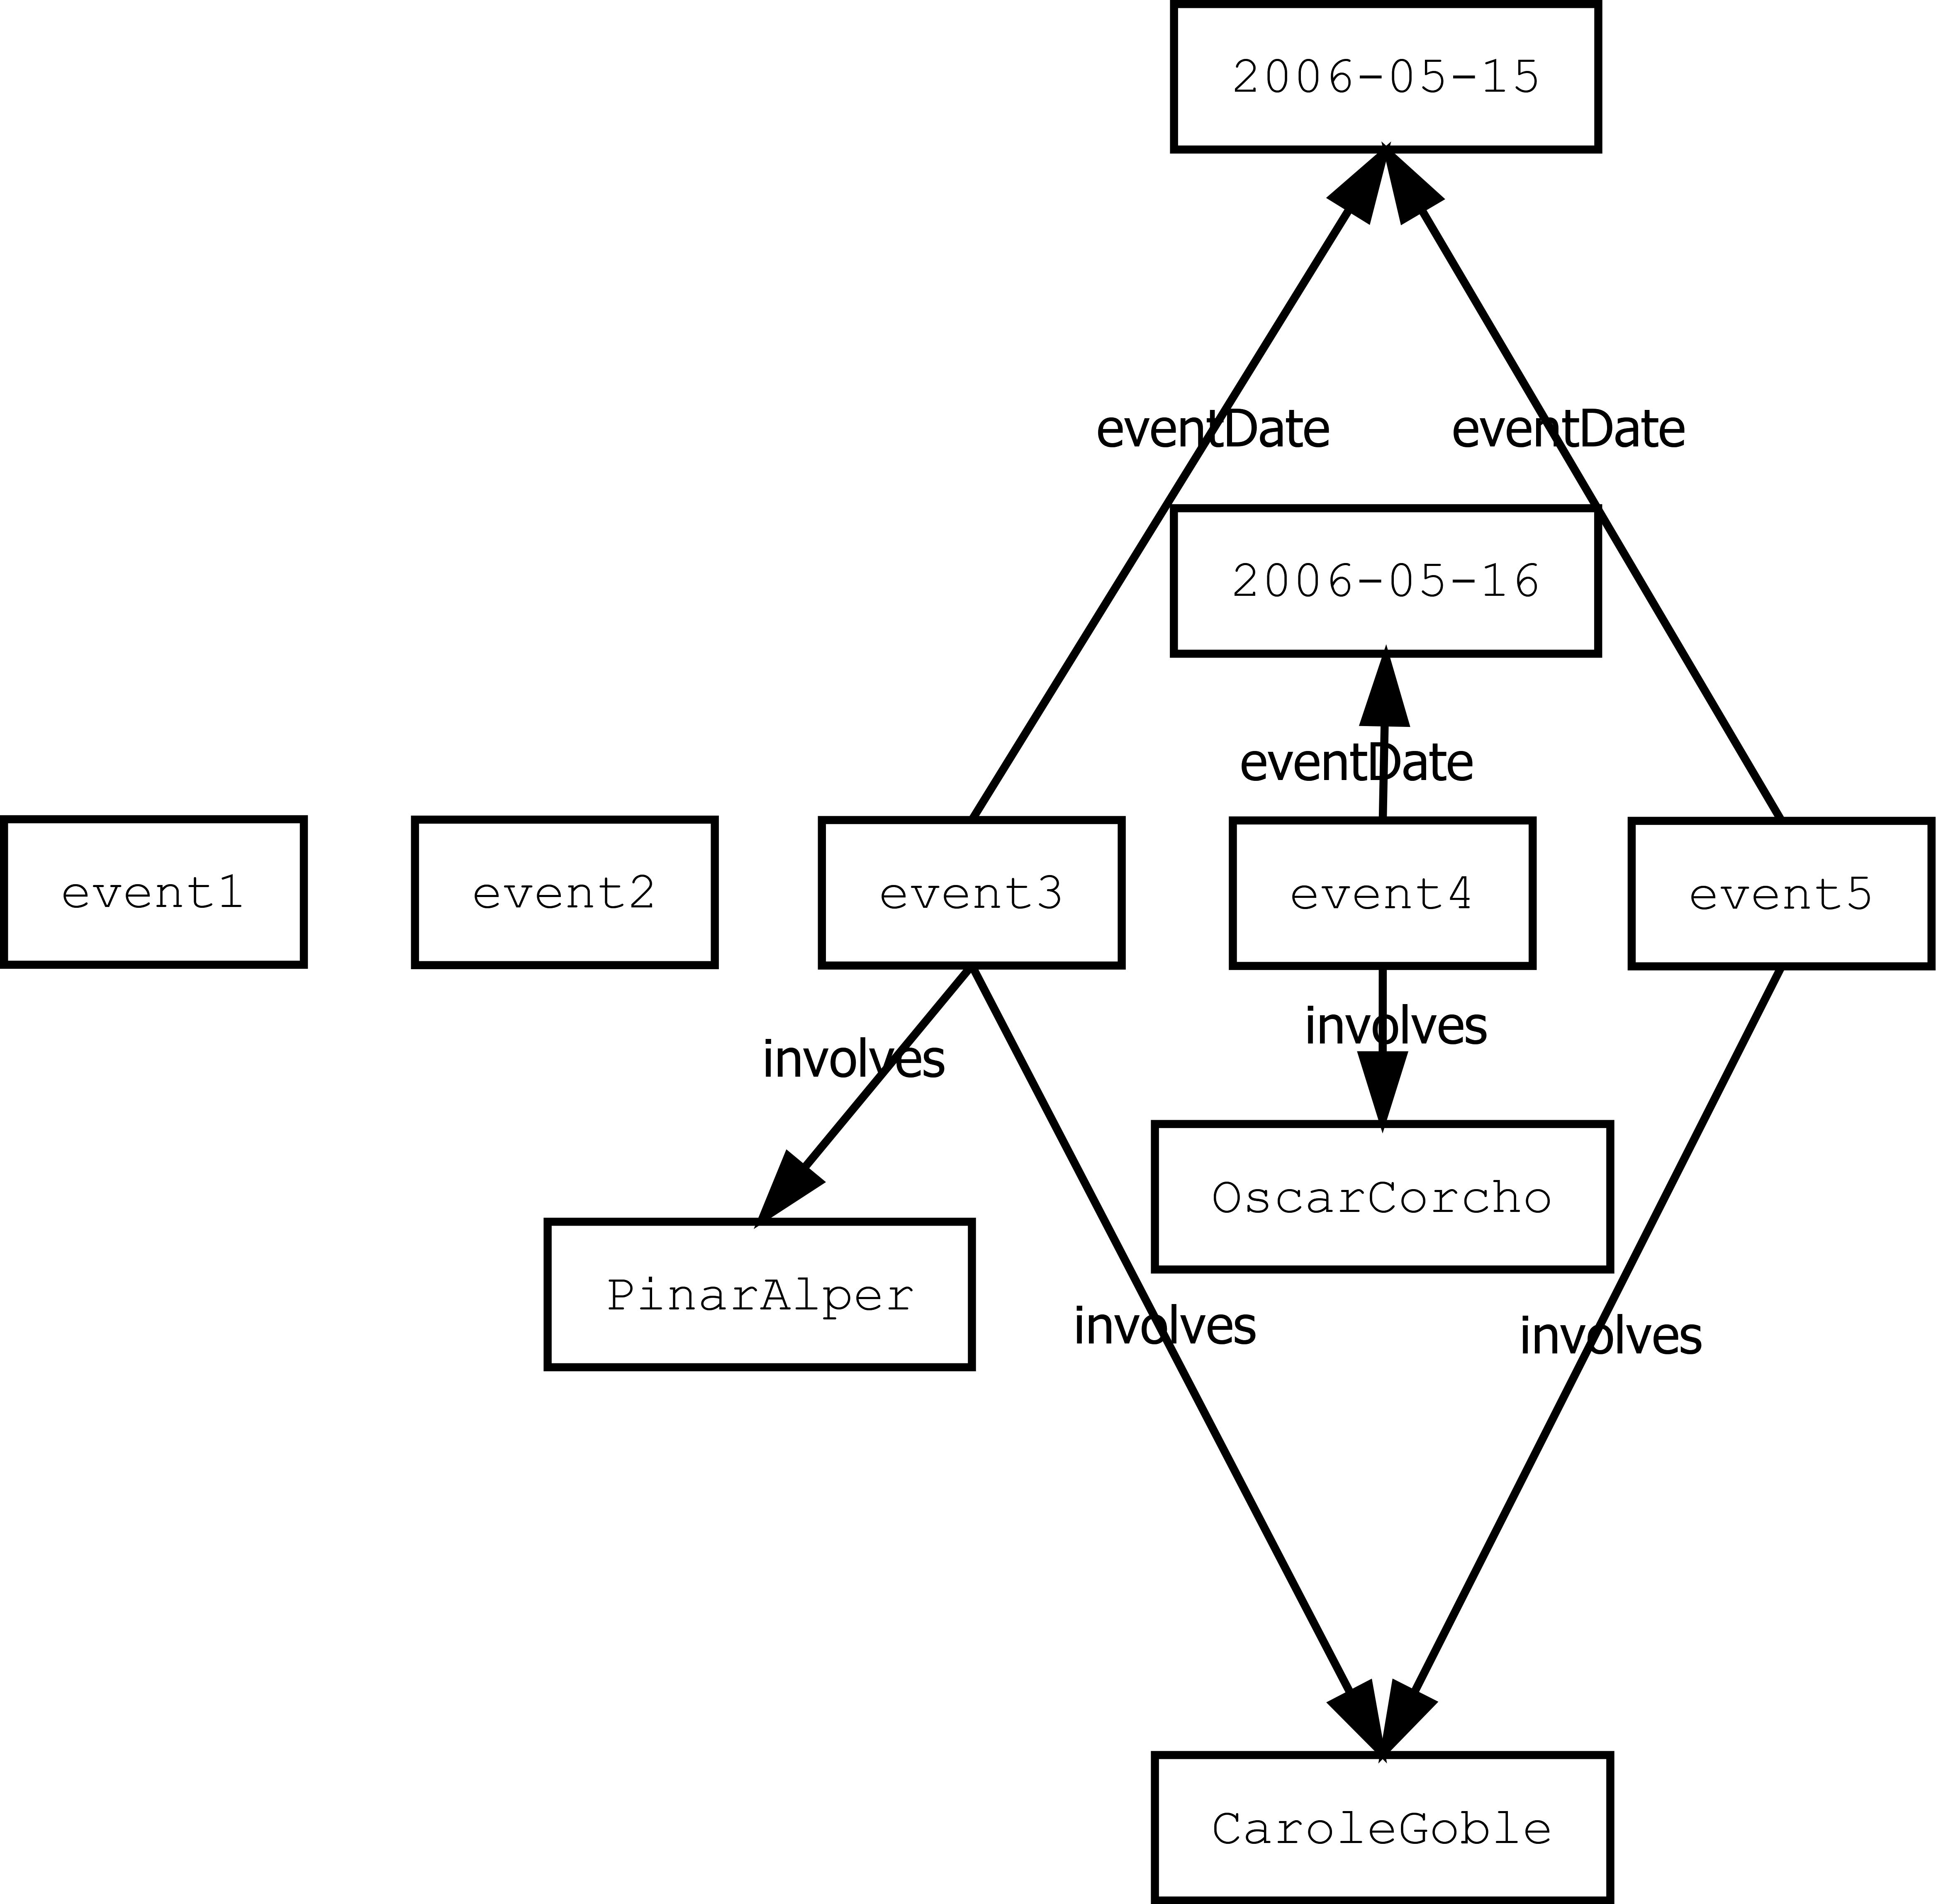 2006-05-15
eventDate
eventDate
2006-05-16
eventDate
event1
event2
event3
event4
event5
involves
involves
OscarCorcho
PinarAlper
involves
involves
CaroleGoble